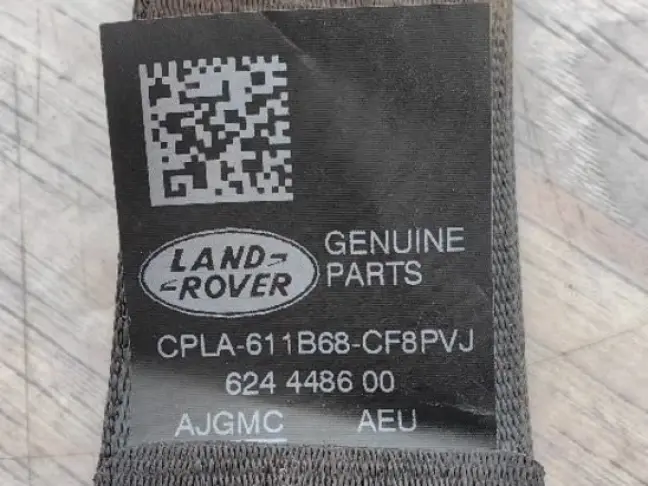 LAND
ROVER
GENUINE
PARTS
CPLA-611B68-CF8PVJ
624 4486 00
AJGMC AEU